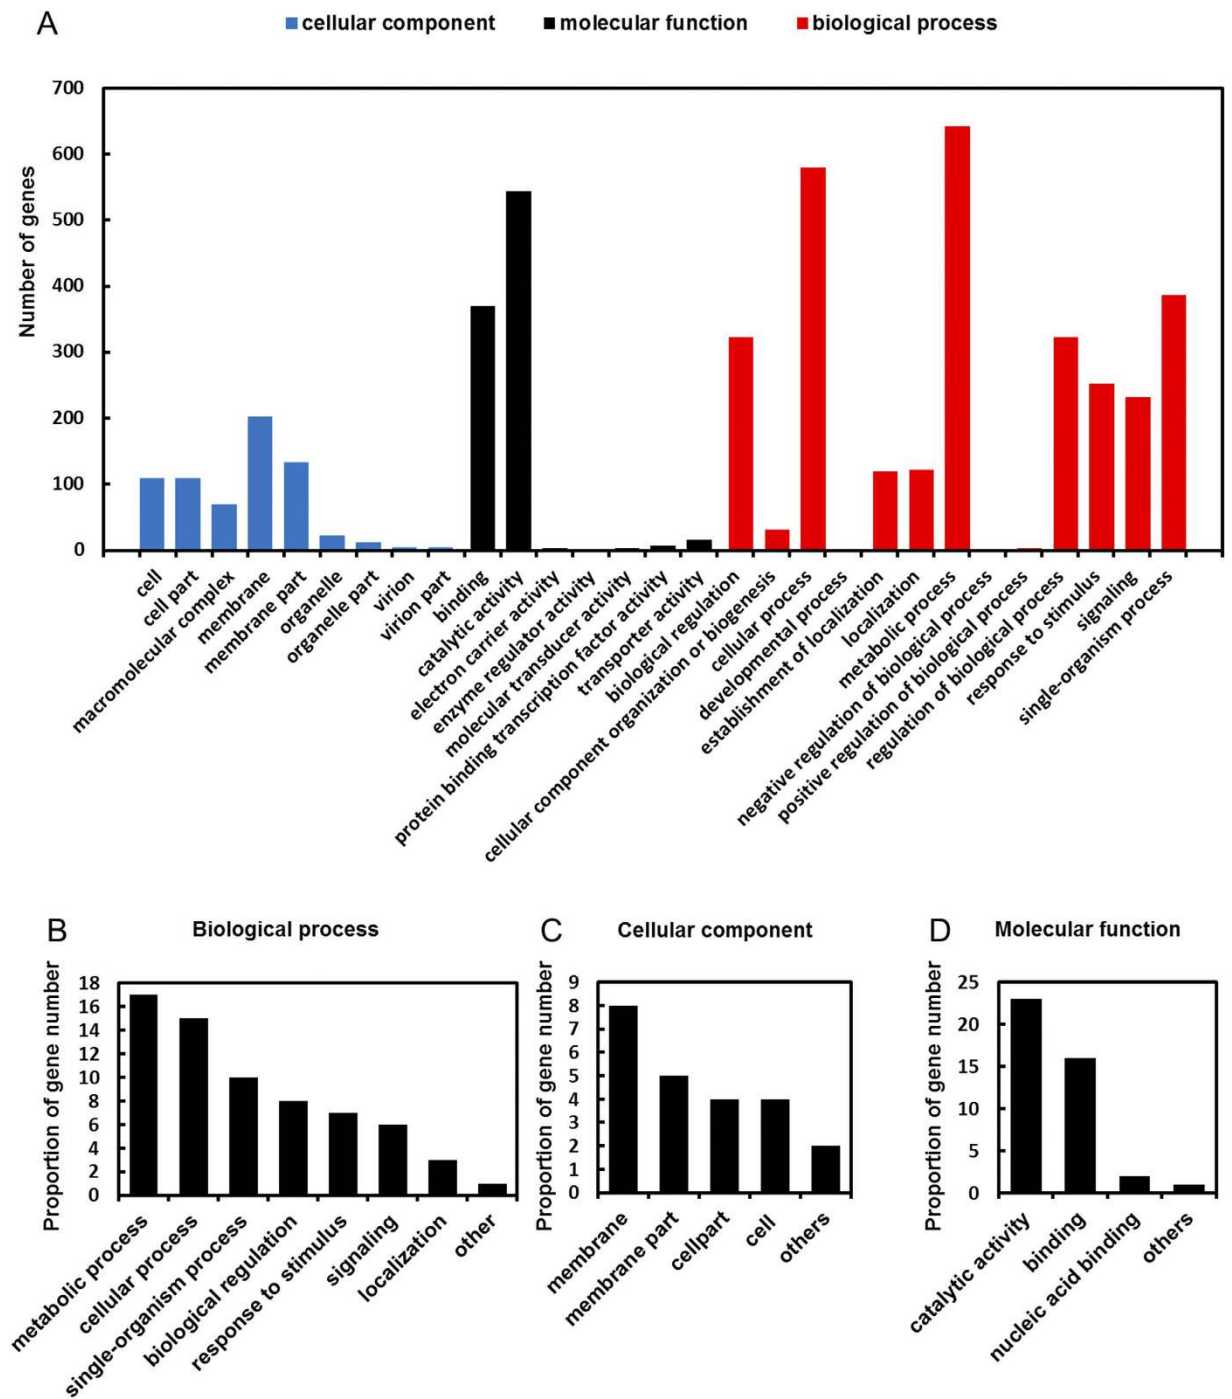 A
cellular component
molecular function
biological process
Number of genes
700
600
500
400
300
200
100
0
cell
cell part
macromolecular complex
membrane
membrane part
organelle
organelle part
virion
virion part
binding
catalytic activity
electron carrier activity
enzyme regulator activity
molecular transducer activity
protein binding transcription factor activity
transporter activity
biological regulation
cellular component organization or biogenesis
cellular process
developmental process
establishment of localization
localization
metabolic process
negative regulation of biological process
positive regulation of biological process
regulation of biological process
response to stimulus
signaling
single-organism process
B
Biological process
Proportion of gene number
18
16
14
12
10
8
6
4
2
0
metabolic process
cellular process
single-organism process
biological regulation
response to stimulus
signaling
localization
other
C
Cellular component
Proportion of gene number
9
8
7
6
5
4
3
2
1
0
membrane
membrane part
cellpart
cell
others
D
Molecular function
Proportion of gene number
25
20
15
10
5
0
catalytic activity
binding
nucleic acid binding
others